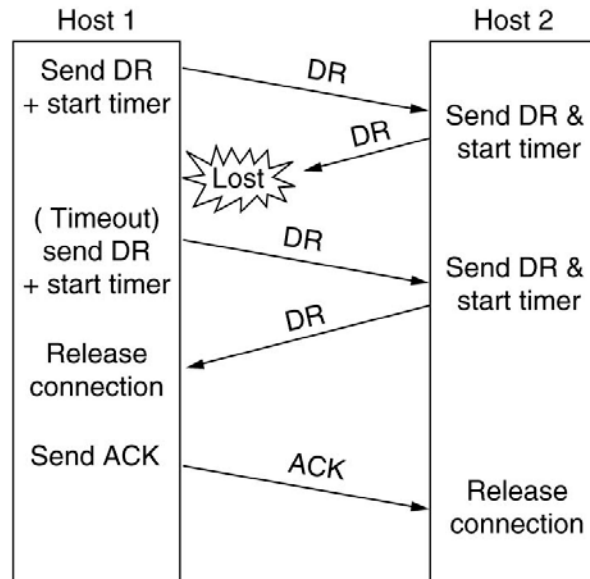 Host 1
Host 2
Send DR
+ start timer
DR
Send DR &
start timer
DR
Lost
( Timeout)
send DR
+ start timer
DR
Send DR &
start timer
DR
Release
connection
Send ACK
ACK
Release
connection